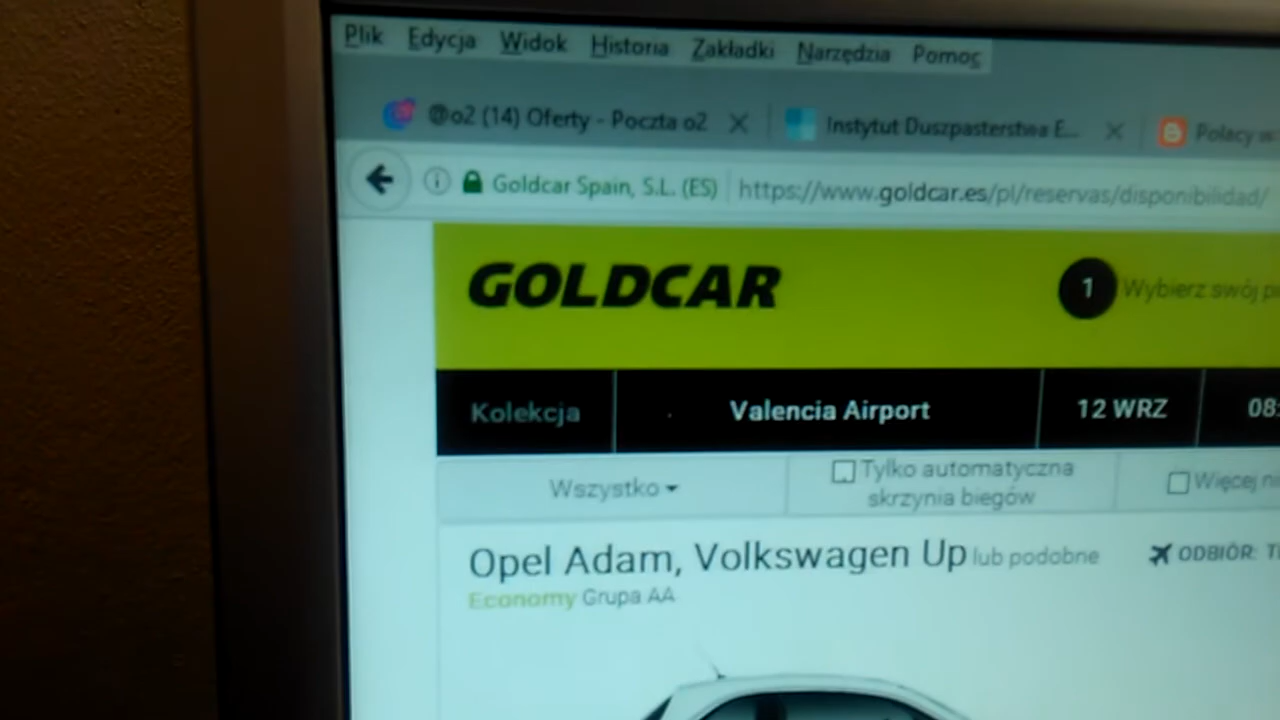 Plik Edycja Widok Historia Zakładki Narzędzia Pomoc
@o2 (14) Oferty - Poczta o2 Instytut Duszpasterstwa E... Polacy w
Goldcar Spain, S.L. (ES) https://www.goldcar.es/pl/reservas/disponibilidad/
GOLDCAR 1 Wybierz swój
Kolekcja Valencia Airport 12 WRZ 08:
Wszystko Tylko automatyczna skrzynia biegów Więcej
Opel Adam, Volkswagen Up lub podobne ODBIÓR:
Economy Grupa AA